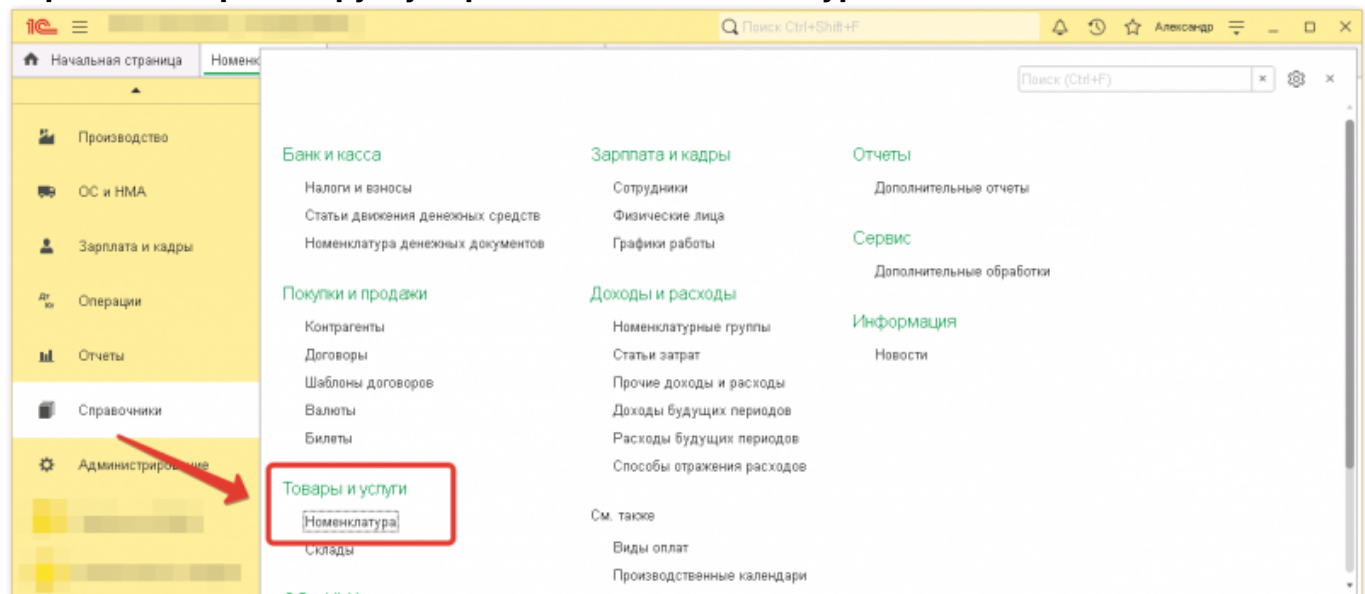 1С
Поиск Ctrl+Shift+F
Александр
Начальная страница
Номенк
Поиск (Ctrl+F)
Производство
ОС и НМА
Зарплата и кадры
Операции
Отчеты
Справочники
Администрирование
Банк и касса
Налоги и взносы
Статьи движения денежных средств
Номенклатура денежных документов
Покупки и продажи
Контрагенты
Договоры
Шаблоны договоров
Валюты
Билеты
Товары и услуги
Номенклатура
Склады
Зарплата и кадры
Сотрудники
Физические лица
Графики работы
Доходы и расходы
Номенклатурные группы
Статьи затрат
Прочие доходы и расходы
Доходы будущих периодов
Расходы будущих периодов
Способы отражения расходов
См. также
Виды оплат
Производственные календари
Отчеты
Дополнительные отчеты
Сервис
Дополнительные обработки
Информация
Новости